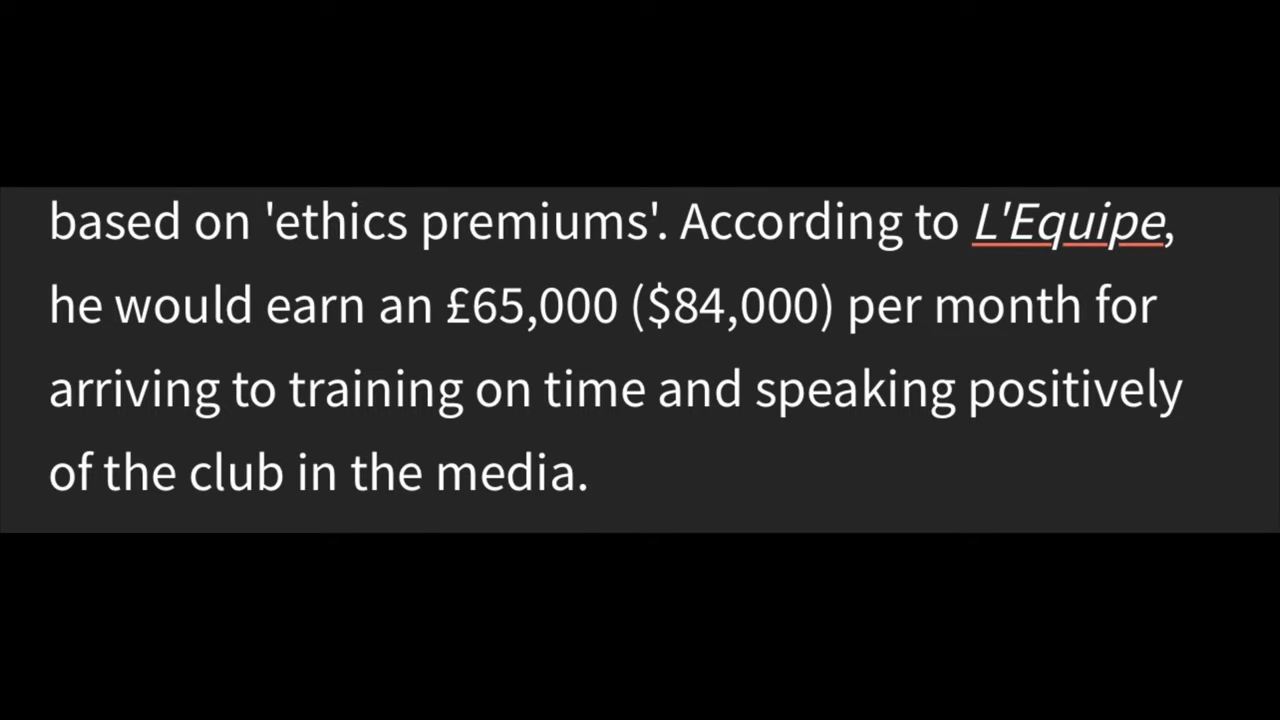 based on 'ethics premiums'. According to L'Equipe,
he would earn an £65,000 ($84,000) per month for
arriving to training on time and speaking positively
of the club in the media.